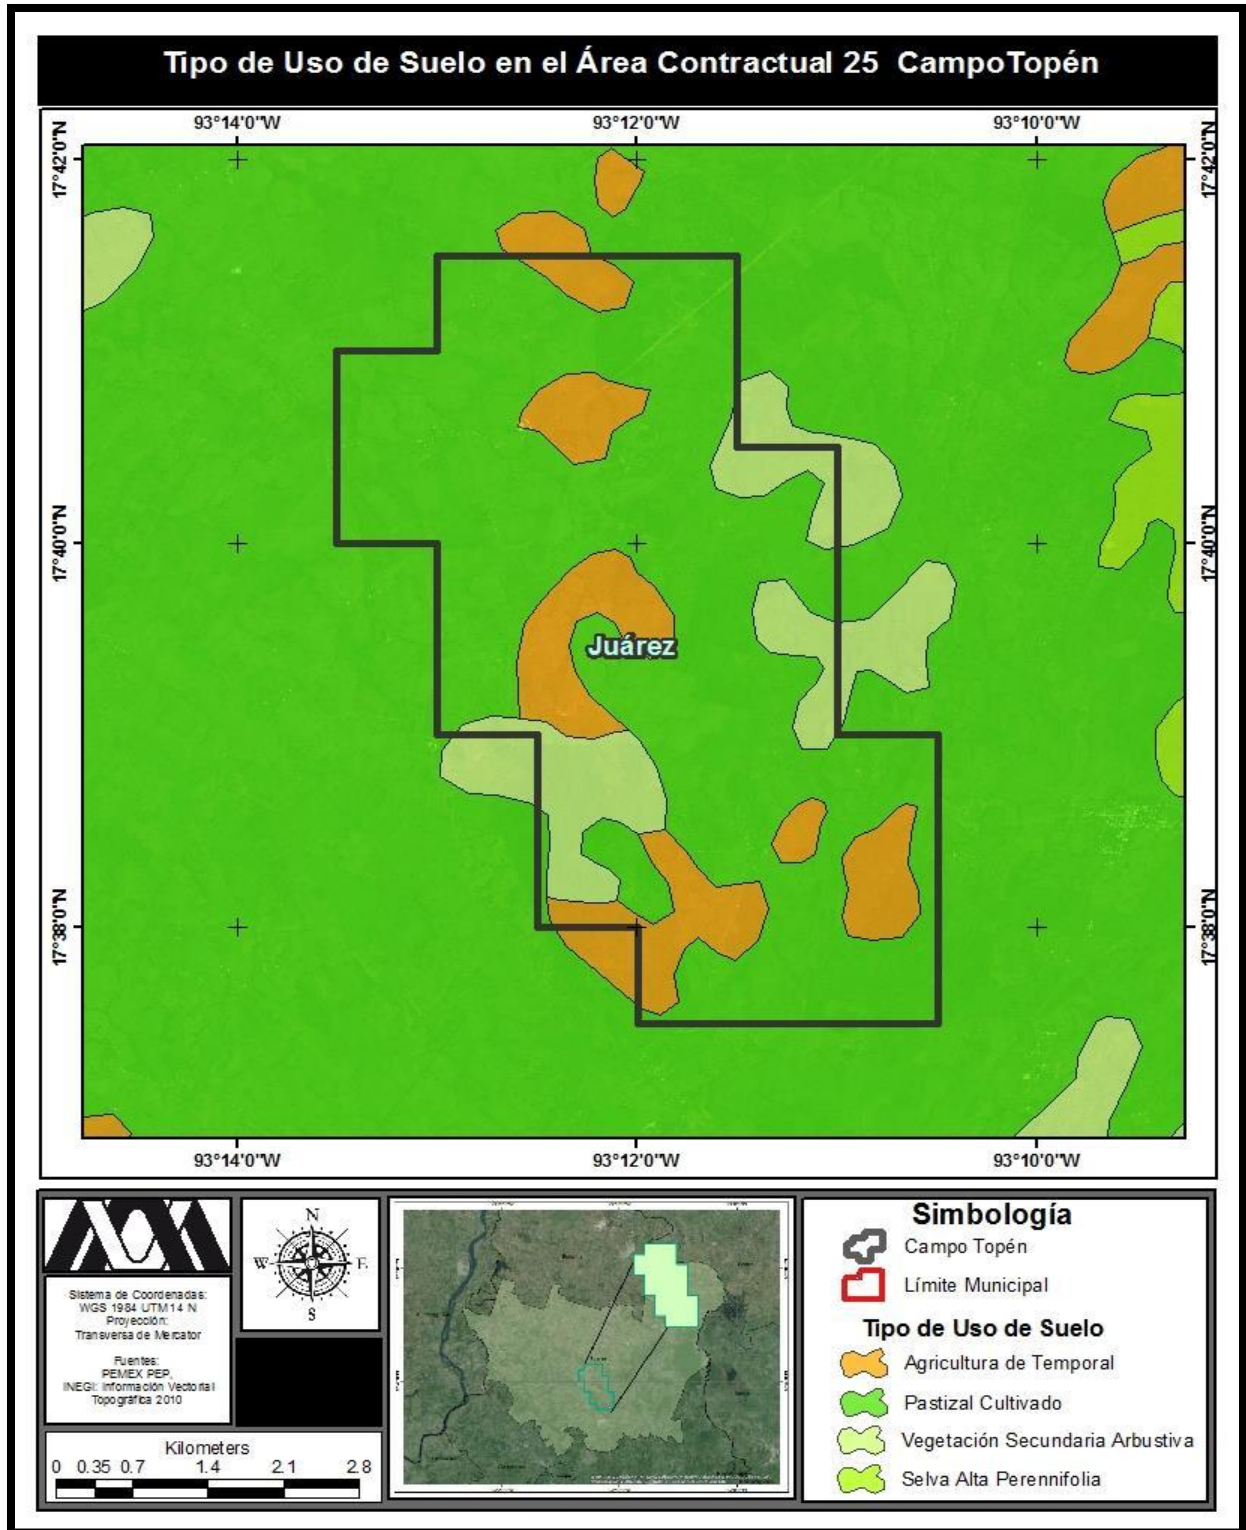 Tipo de Uso de Suelo en el Área Contractual 25 CampoTopén
93°14'0"W 93°12'0"W 93°10'0"W
17°42'0"N 17°42'0"N
17°40'0"N 17°40'0"N
Juárez
17°38'0"N 17°38'0"N
93°14'0"W 93°12'0"W 93°10'0"W
Sistema de Coordenadas:
WGS 1984 UTM 14 N
Proyección:
Transversa de Mercator
Fuentes:
PEMEX PEP,
INEGI: Información Vectorial
Topográfica 2010
N
W E
S
Kilometers
0 0.35 0.7 1.4 2.1 2.8
Simbología
Campo Topén
Límite Municipal
Tipo de Uso de Suelo
Agricultura de Temporal
Pastizal Cultivado
Vegetación Secundaria Arbustiva
Selva Alta Perennifolia